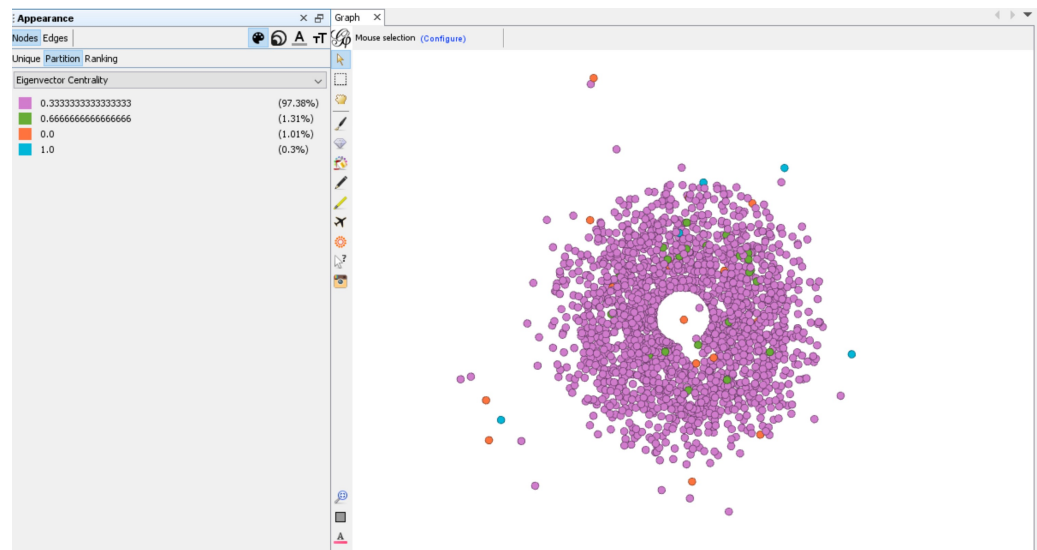 Appearance
Graph
Nodes Edges
Mouse selection (Configure)
Unique Partition Ranking
Eigenvector Centrality
0.3333333333333333 (97.38%)
0.6666666666666666 (1.31%)
0.0 (1.01%)
1.0 (0.3%)